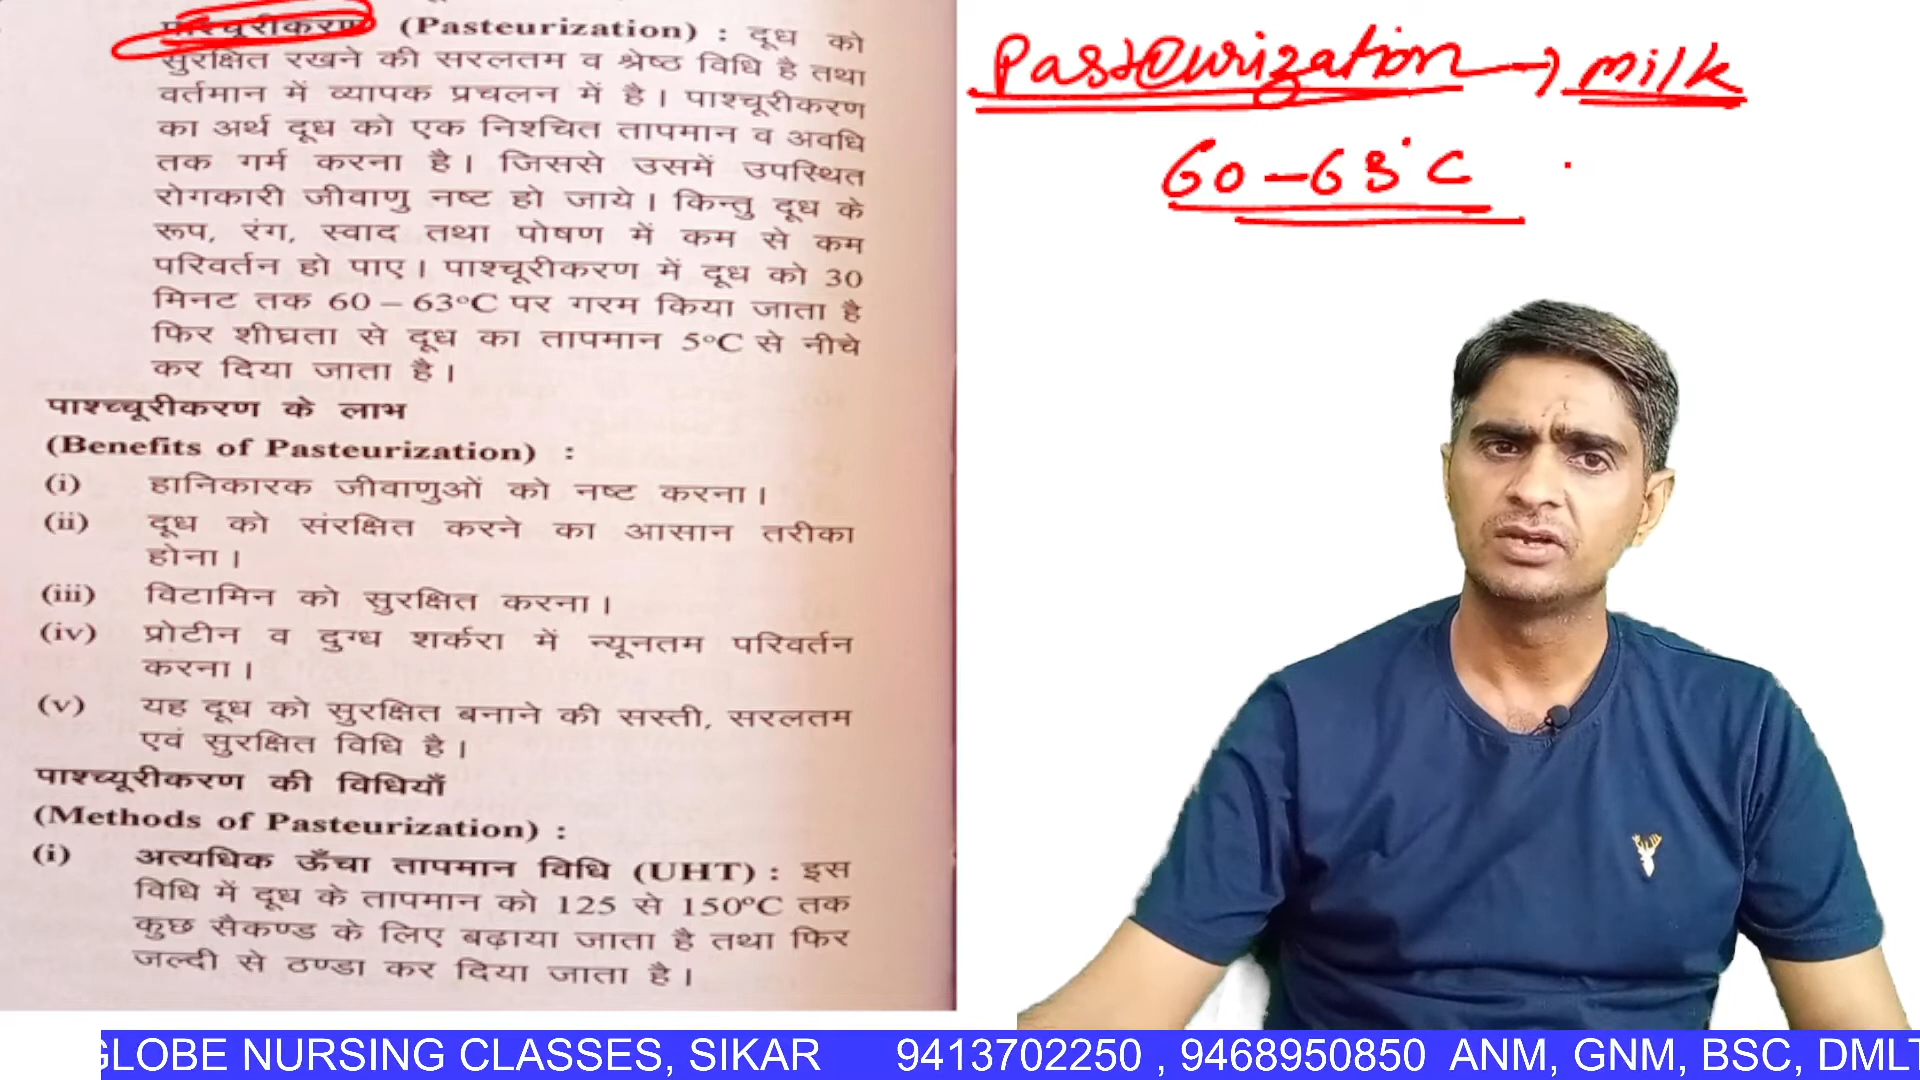 पाश्चूरीकरण (Pasteurization) : दूध को
सुरक्षित रखने की सरलतम व श्रेष्ठ विधि है तथा
वर्तमान में व्यापक प्रचलन में है। पाश्चूरीकरण
का अर्थ दूध को एक निश्चित तापमान व अवधि
तक गर्म करना है। जिससे उसमें उपस्थित
रोगकारी जीवाणु नष्ट हो जाये। किन्तु दूध के
रूप, रंग, स्वाद तथा पोषण में कम से कम
परिवर्तन हो पाए। पाश्चूरीकरण में दूध को 30
मिनट तक 60 – 63°C पर गरम किया जाता है
फिर शीघ्रता से दूध का तापमान 5°C से नीचे
कर दिया जाता है।
पाश्च्चूरीकरण के लाभ
(Benefits of Pasteurization) :
(i) हानिकारक जीवाणुओं को नष्ट करना।
(ii) दूध को संरक्षित करने का आसान तरीका
होना।
(iii) विटामिन को सुरक्षित करना।
(iv) प्रोटीन व दुग्ध शर्करा में न्यूनतम परिवर्तन
करना।
(v) यह दूध को सुरक्षित बनाने की सस्ती, सरलतम
एवं सुरक्षित विधि है।
पाश्च्यूरीकरण की विधियाँ
(Methods of Pasteurization) :
(i) अत्यधिक ऊँचा तापमान विधि (UHT) : इस
विधि में दूध के तापमान को 125 से 150°C तक
कुछ सैकण्ड के लिए बढ़ाया जाता है तथा फिर
जल्दी से ठण्डा कर दिया जाता है।
Pasteurization → milk
60-63°C
GLOBE NURSING CLASSES, SIKAR 9413702250 , 9468950850 ANM, GNM, BSC, DMLT